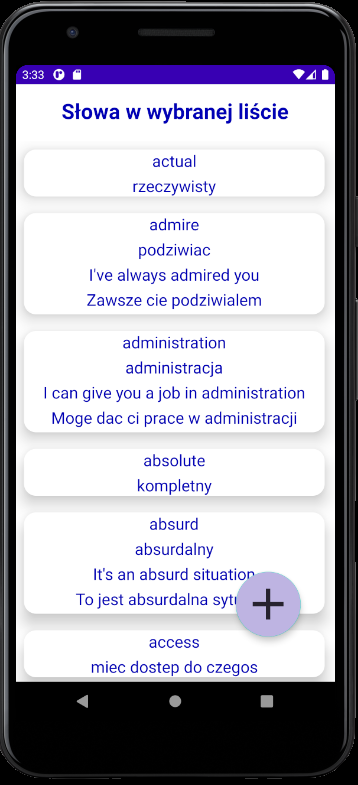 3:33
Słowa w wybranej liście
actual
rzeczywisty
admire
podziwiac
I've always admired you
Zawsze cie podziwialem
administration
administracja
I can give you a job in administration
Moge dac ci prace w administracji
absolute
kompletny
absurd
absurdalny
It's an absurd situation
To jest absurdalna
access
miec dostep do czegos